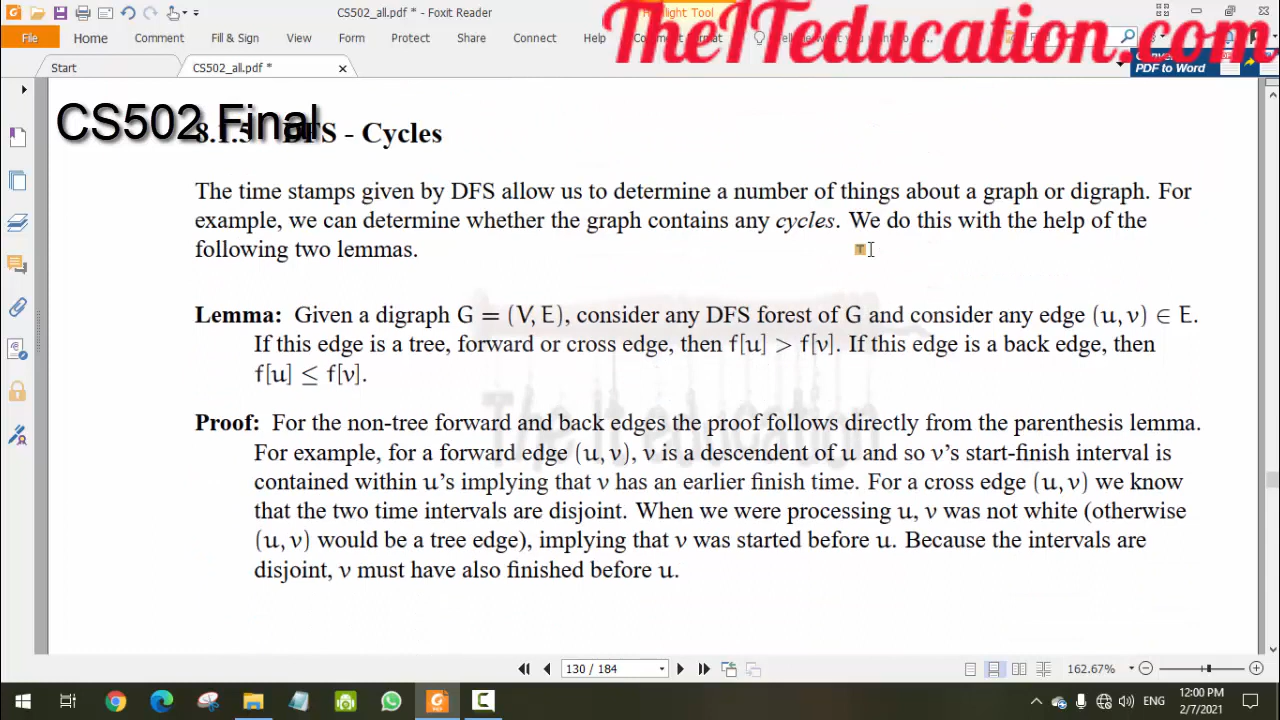 CS502_all.pdf * - Foxit Reader
TheITeducation.com
File Home Comment Fill & Sign View Form Protect Share Connect Help
Start CS502_all.pdf *
PDF to Word
CS502 Final
8.1.5 DFS - Cycles
The time stamps given by DFS allow us to determine a number of things about a graph or digraph. For
example, we can determine whether the graph contains any cycles. We do this with the help of the
following two lemmas.
Lemma: Given a digraph G = (V, E), consider any DFS forest of G and consider any edge (u, v) ∈ E.
If this edge is a tree, forward or cross edge, then f[u] > f[v]. If this edge is a back edge, then
f[u] ≤ f[v].
Proof: For the non-tree forward and back edges the proof follows directly from the parenthesis lemma.
For example, for a forward edge (u, v), v is a descendent of u and so v's start-finish interval is
contained within u's implying that v has an earlier finish time. For a cross edge (u, v) we know
that the two time intervals are disjoint. When we were processing u, v was not white (otherwise
(u, v) would be a tree edge), implying that v was started before u. Because the intervals are
disjoint, v must have also finished before u.
The it education
130 / 184
162.67%
ENG
12:00 PM
2/7/2021